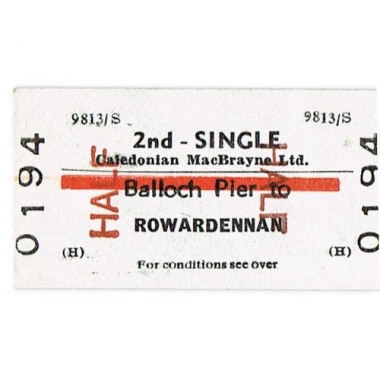 9813/S 9813/S
2nd - SINGLE
Caledonian MacBrayne Ltd.
Balloch Pier to
ROWARDENNAN
(H) (H)
For conditions see over
0194
0194
HALF
HALF